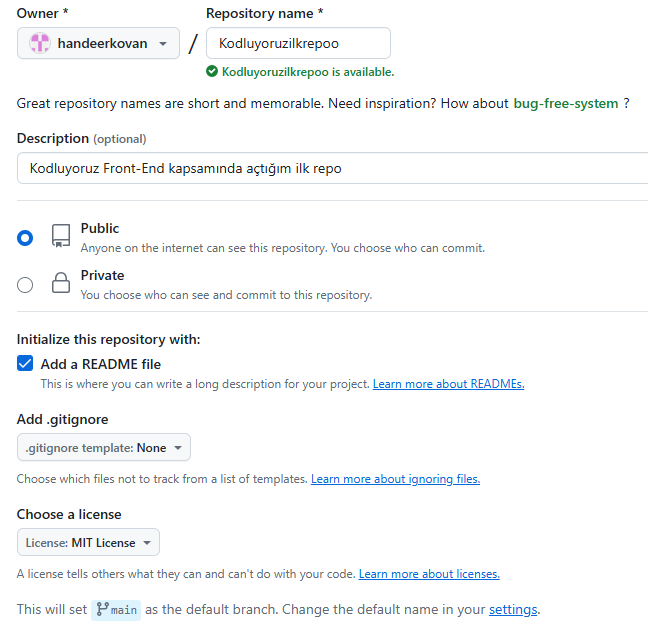 Owner * Repository name *
handeerkovan / Kodluyoruzilkrepoo
Kodluyoruzilkrepoo is available.
Great repository names are short and memorable. Need inspiration? How about bug-free-system ?
Description (optional)
Kodluyoruz Front-End kapsamında açtığım ilk repo
Public
Anyone on the internet can see this repository. You choose who can commit.
Private
You choose who can see and commit to this repository.
Initialize this repository with:
Add a README file
This is where you can write a long description for your project. Learn more about READMEs.
Add .gitignore
.gitignore template: None
Choose which files not to track from a list of templates. Learn more about ignoring files.
Choose a license
License: MIT License
A license tells others what they can and can't do with your code. Learn more about licenses.
This will set main as the default branch. Change the default name in your settings.